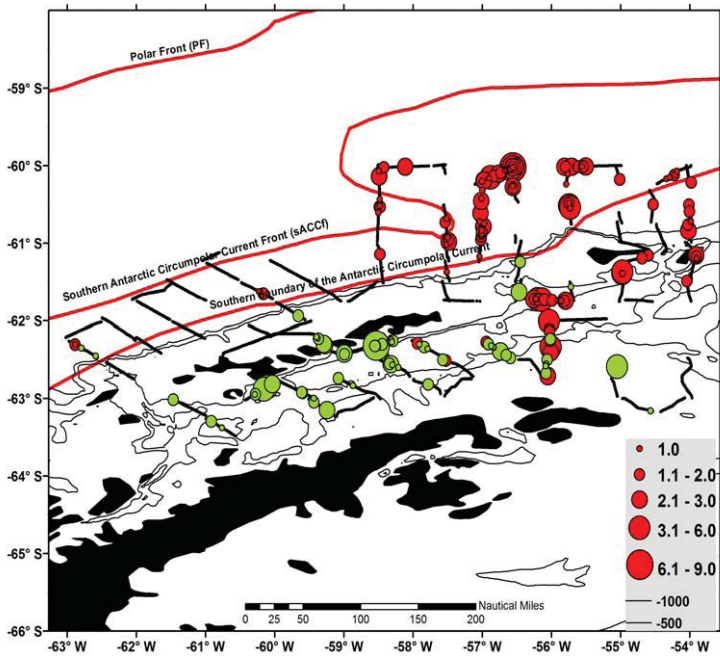 Polar Front (PF)
-59° S
-60° S
Southern Antarctic Circumpolar Current Front (sACCf)
-61° S
Southern Boundary of the Antarctic Circumpolar Current
-62° S
-63° S
-64° S
-65° S
-66° S
1.0
1.1 - 2.0
2.1 - 3.0
3.1 - 6.0
6.1 - 9.0
-1000
-500
Nautical Miles
0 25 50 100 150 200
-63° W -62° W -61° W -60° W -59° W -58° W -57° W -56° W -55° W -54° W